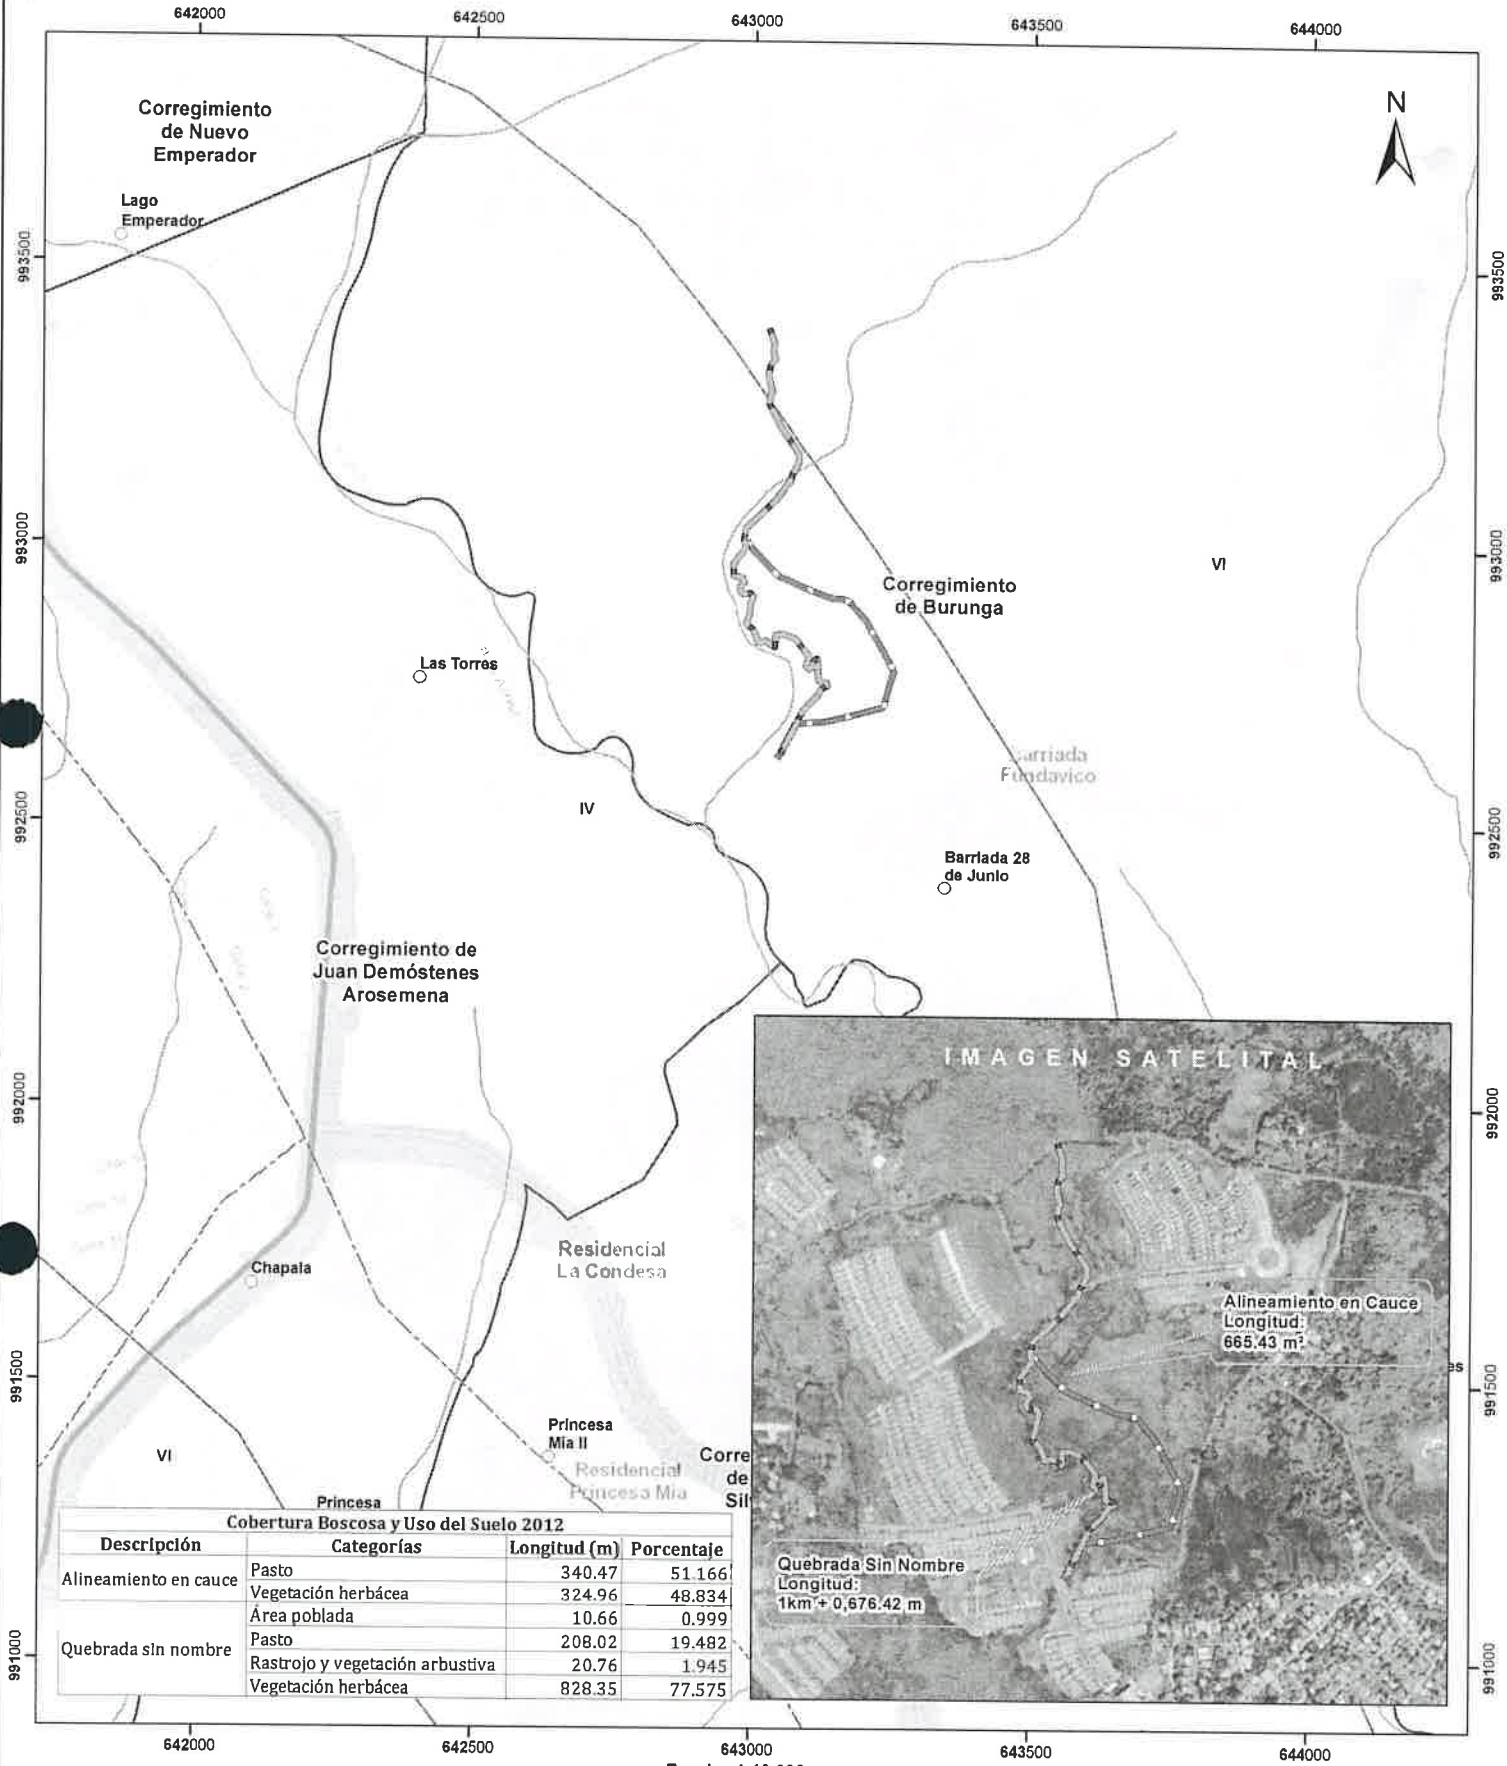 642000 642500 643000 643500 644000
Corregimiento
de Nuevo
Emperador
N
Lago
Emperador
993500
993500
993000
993000
VI
Corregimiento
de Burunga
Las Torres
Fundavico
992500
992500
IV
Barriada 28
de Junio
Corregimiento de
Juan Demóstenes
Arosemena
IMAGEN SATELITAL
992000
992000
Residencial
La Condesa
Chapala
Alineamiento en Cauce
Longitud:
665.43 m²
991500
991500
es
Princesa
Mia II
VI
Residencial
Princesa Mia
Corre
de
Sil
Princesa
Cobertura Boscosa y Uso del Suelo 2012
Descripción Categorías Longitud (m) Porcentaje
Alineamiento en cauce Pasto 340.47 51.166
Vegetación herbácea 324.96 48.834
Quebrada sin nombre Área poblada 10.66 0.999
Pasto 208.02 19.482
Rastrojo y vegetación arbustiva 20.76 1.945
Vegetación herbácea 828.35 77.575
Quebrada Sin Nombre
Longitud:
1km + 0,676.42 m
991000
991000
642000 642500 643000 643500 644000